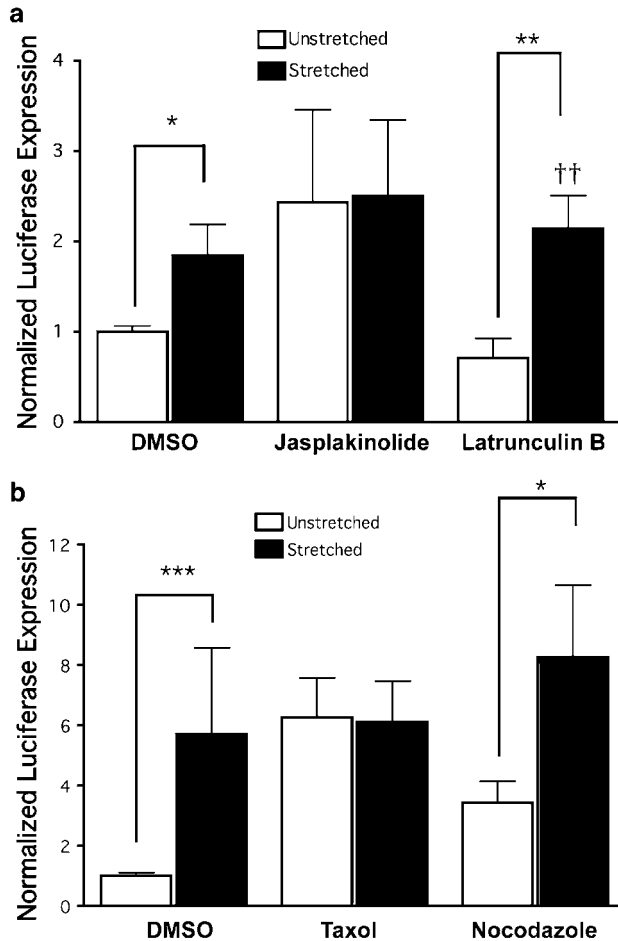 a
Normalized Luciferase Expression
Unstretched
Stretched
4
3
2
1
0
*
**
††
DMSO Jasplakinolide Latrunculin B
b
Normalized Luciferase Expression
Unstretched
Stretched
12
10
8
6
4
2
0
***
*
DMSO Taxol Nocodazole